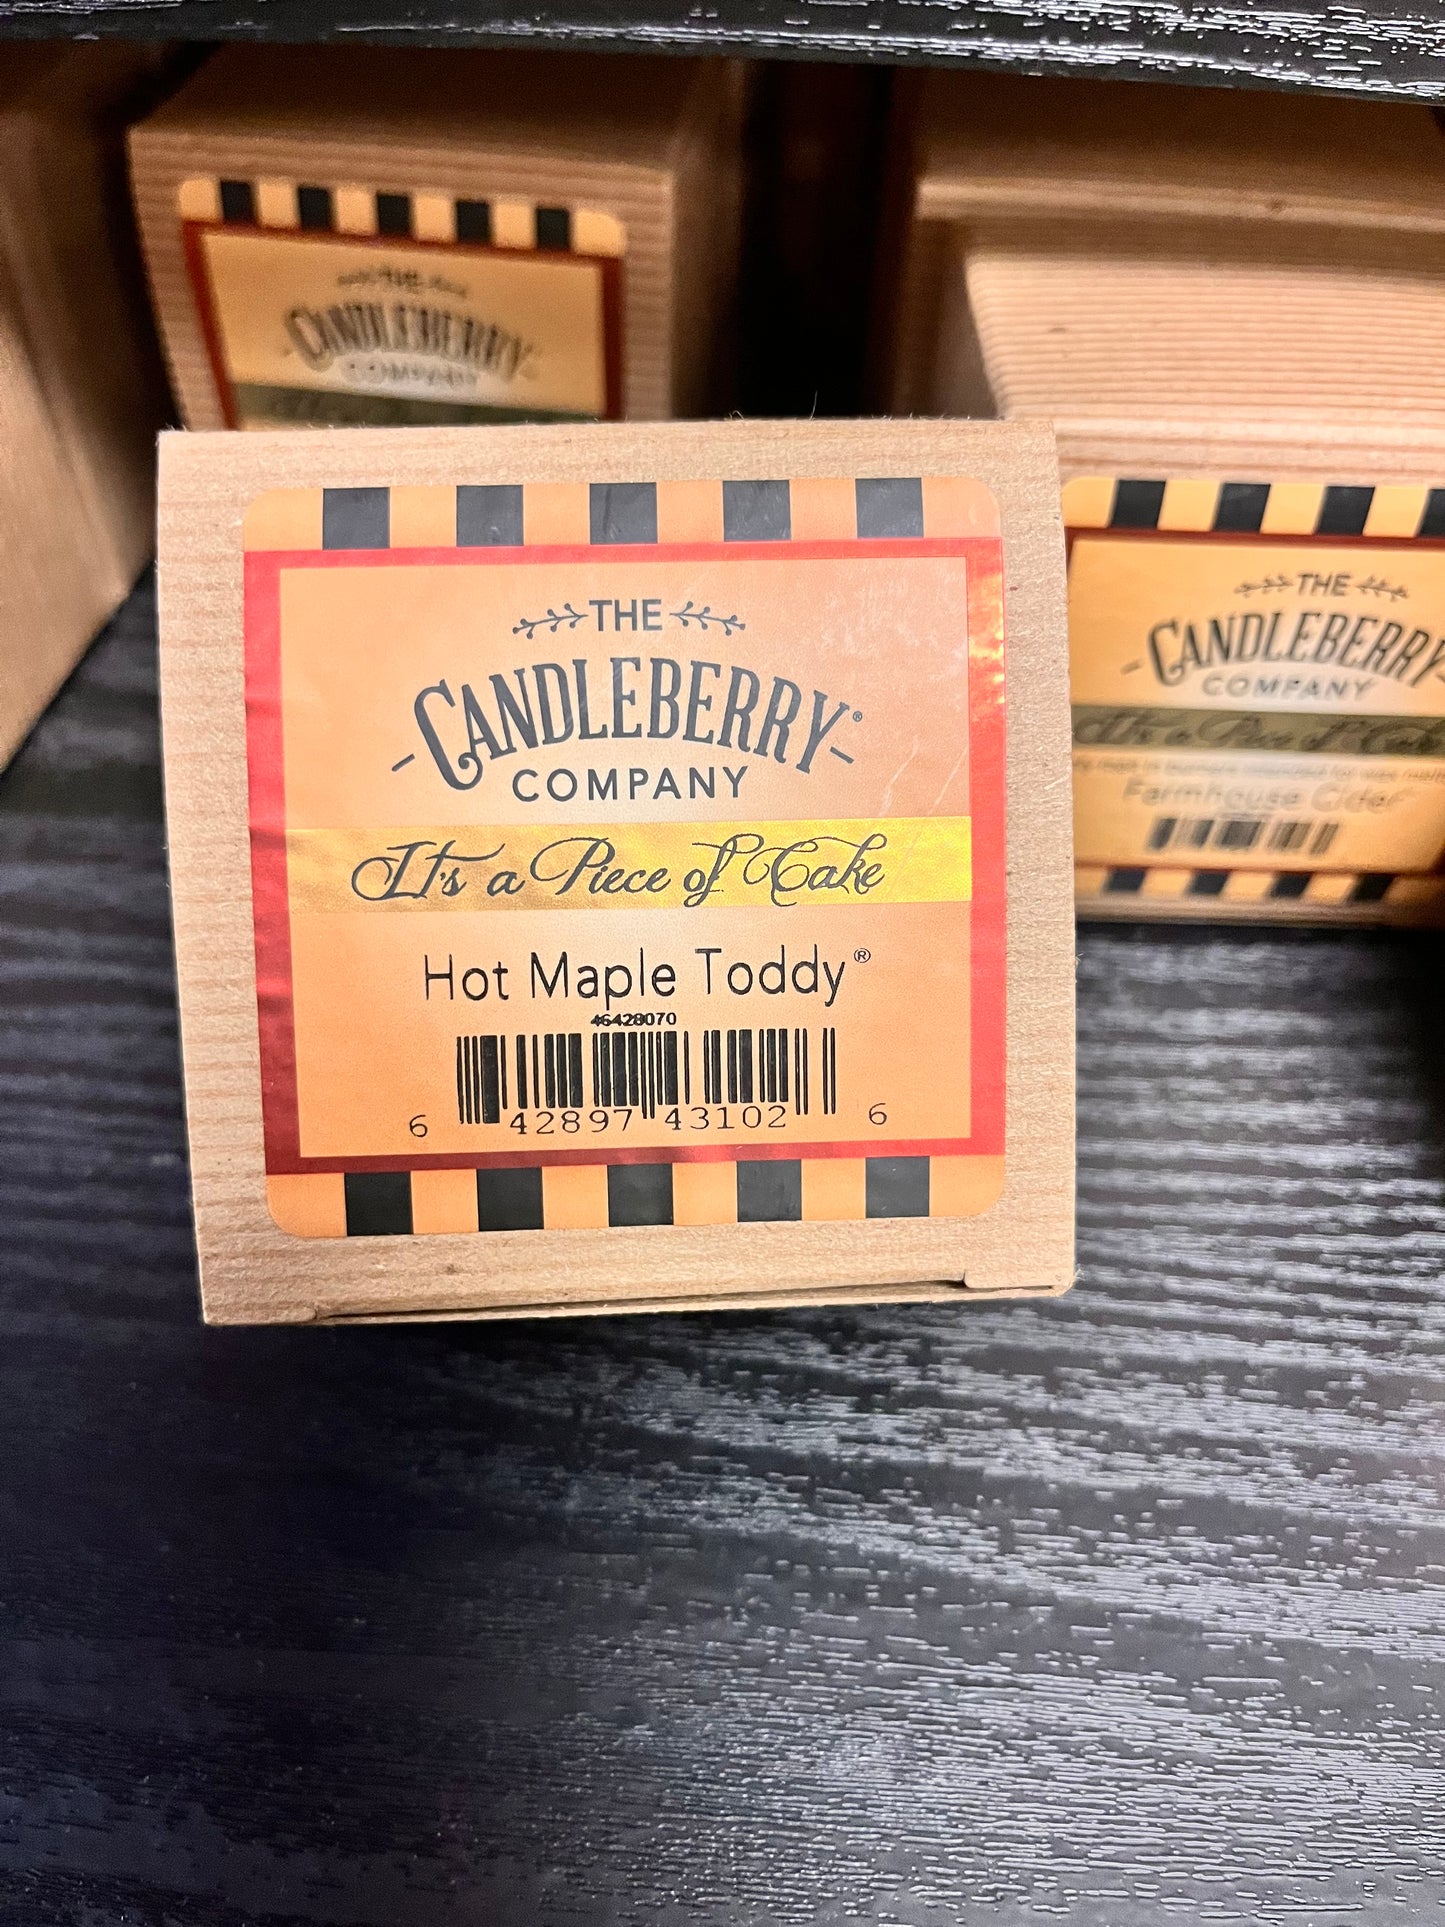 THE
CANDLEBERRY
COMPANY
THE
CANDLEBERRY®
COMPANY
It's a Piece of Cake
Hot Maple Toddy®
46428070
6 42897 43102 6
THE
CANDLEBERRY
COMPANY
It's a Piece of Cake
Farmhouse Cider